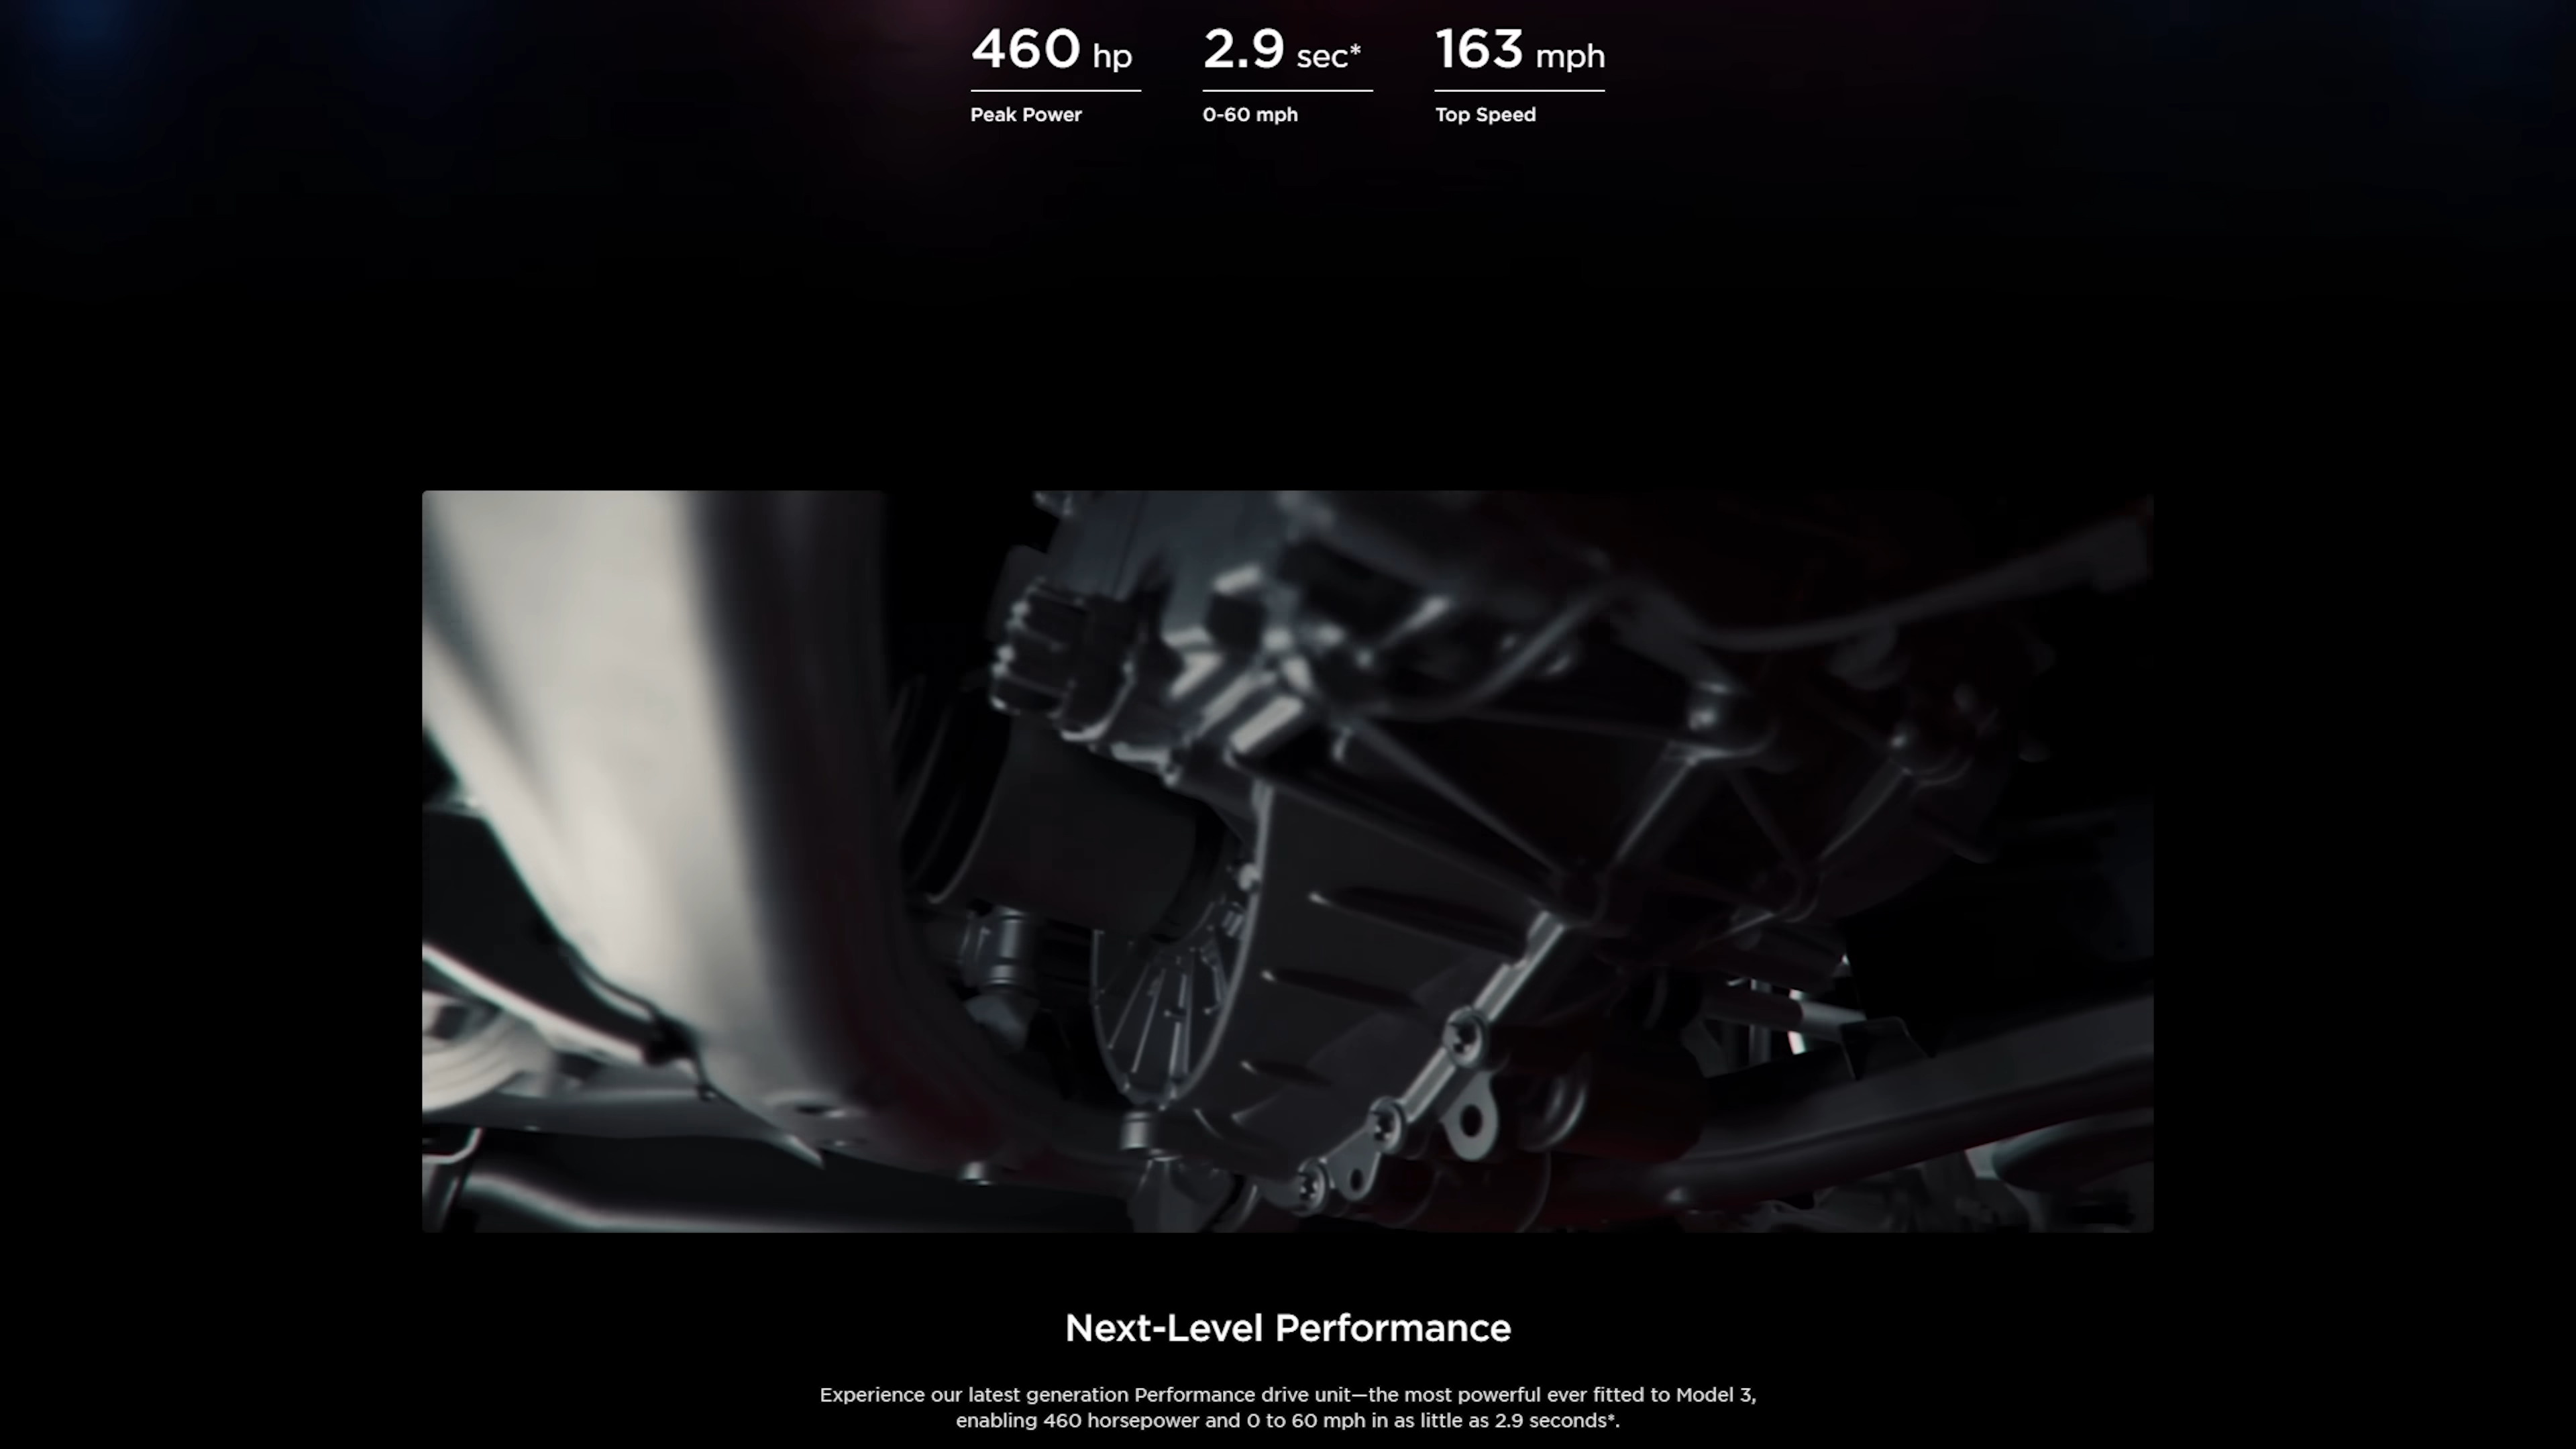 460 hp
2.9 sec*
163 mph
Peak Power
0-60 mph
Top Speed
Next-Level Performance
Experience our latest generation Performance drive unit—the most powerful ever fitted to Model 3,
enabling 460 horsepower and 0 to 60 mph in as little as 2.9 seconds*.